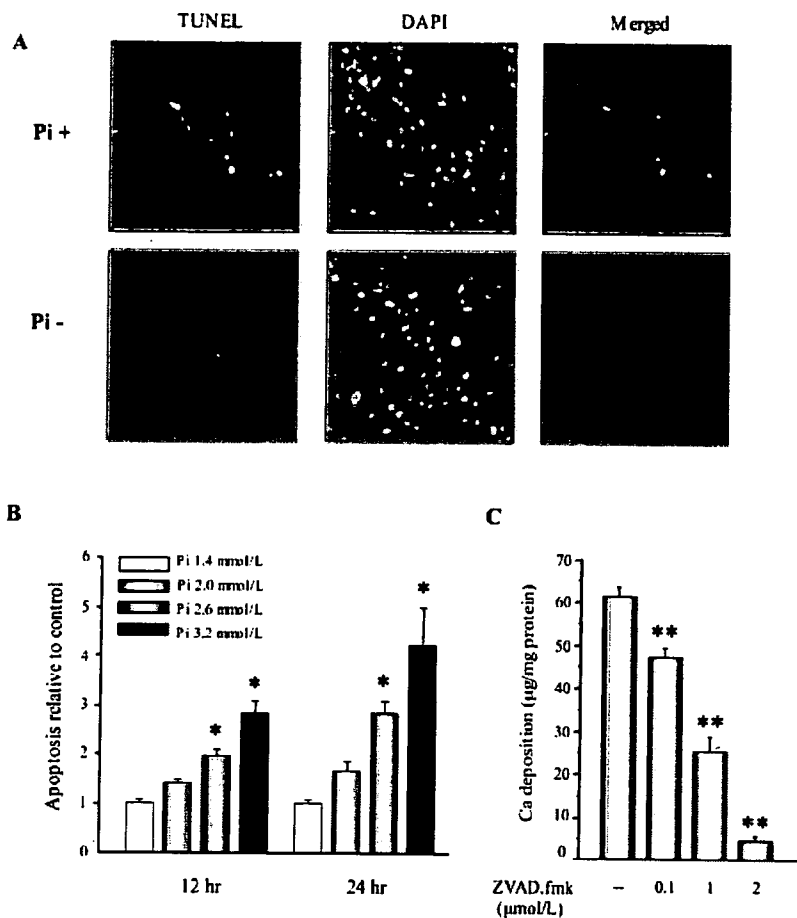 TUNEL DAPI Merged
A
Pi +
Pi -
B
C
Apoptosis relative to control
6
5
4
3
2
1
0
Pi 1.4 mmol/L
Pi 2.0 mmol/L
Pi 2.6 mmol/L
Pi 3.2 mmol/L
* * * *
12 hr 24 hr
Ca deposition (µg/mg protein)
70
60
50
40
30
20
10
0
** ** **
ZVAD.fmk – 0.1 1 2
(µmol/L)